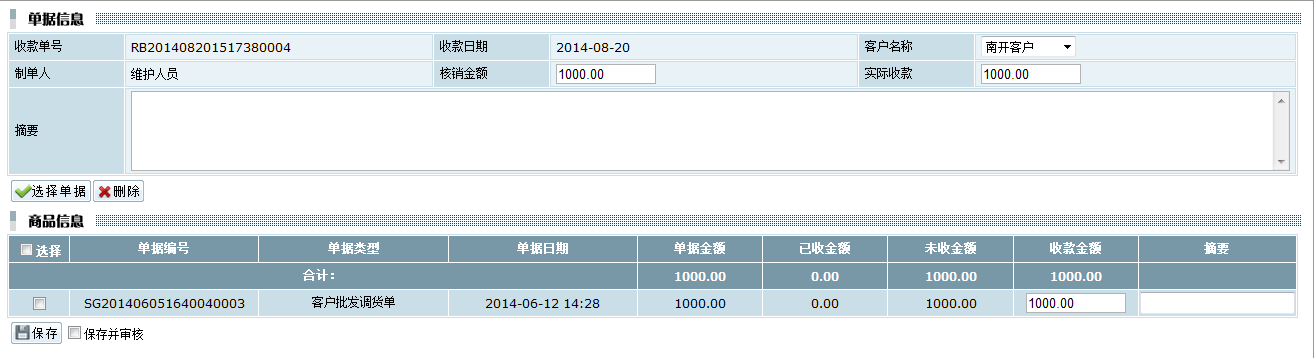 单据信息
收款单号 RB201408201517380004 收款日期 2014-08-20 客户名称 南开客户
制单人 维护人员 核销金额 1000.00 实际收款 1000.00
摘要
选择单据 删除
商品信息
选择 单据编号 单据类型 单据日期 单据金额 已收金额 未收金额 收款金额 摘要
合计： 1000.00 0.00 1000.00 1000.00
SG201406051640040003 客户批发调货单 2014-06-12 14:28 1000.00 0.00 1000.00 1000.00
保存 保存并审核